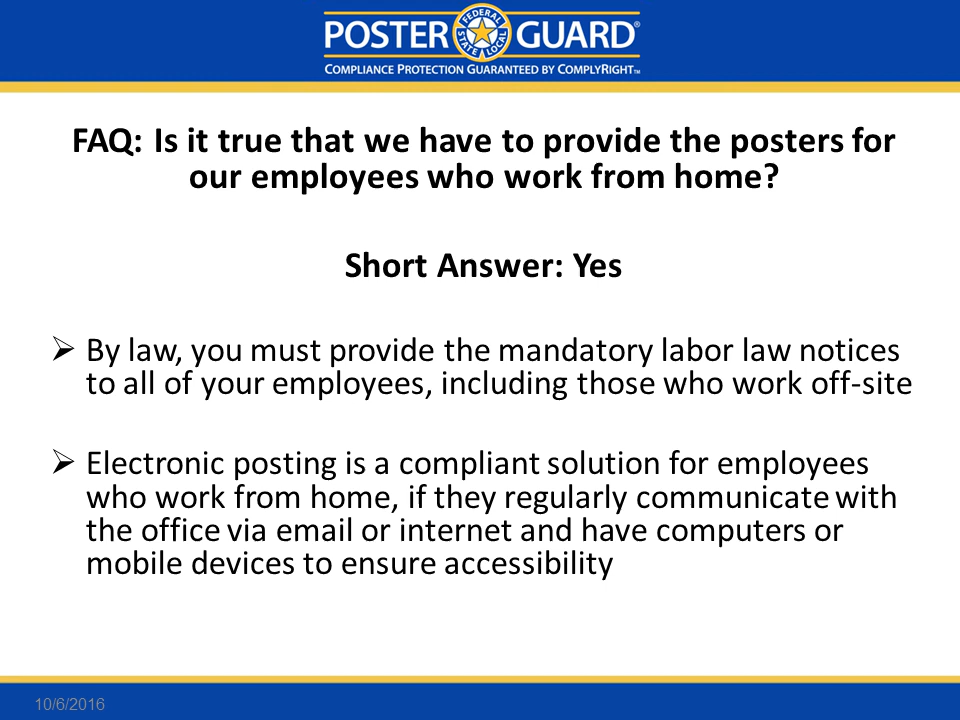 POSTER GUARD®
FEDERAL STATE LOCAL
COMPLIANCE PROTECTION GUARANTEED BY COMPLYRIGHT™
FAQ: Is it true that we have to provide the posters for
our employees who work from home?
Short Answer: Yes
➢ By law, you must provide the mandatory labor law notices
to all of your employees, including those who work off-site
➢ Electronic posting is a compliant solution for employees
who work from home, if they regularly communicate with
the office via email or internet and have computers or
mobile devices to ensure accessibility
10/6/2016